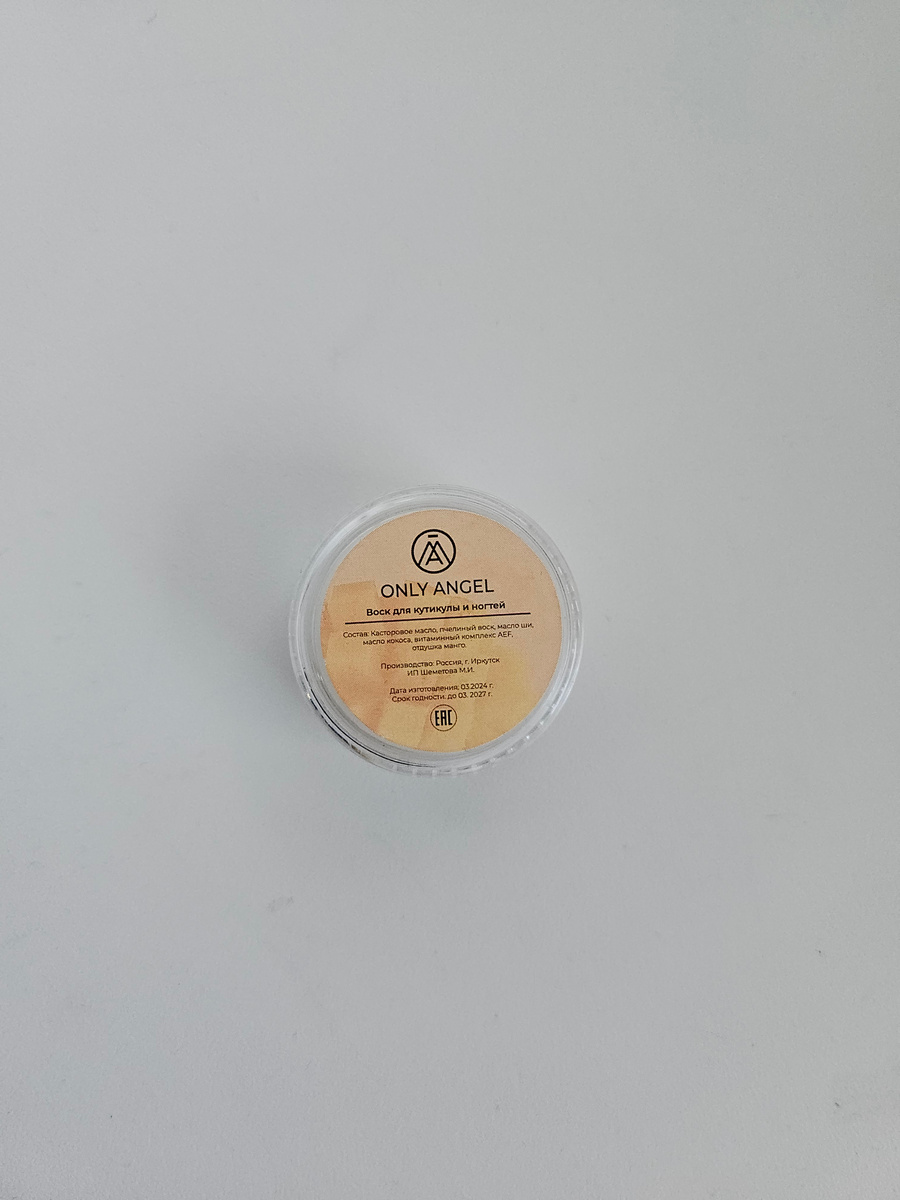 ONLY ANGEL
Воск для кутикулы и ногтей
Состав: Касторовое масло, пчелиный воск, масло ши,
масло кокоса, витаминный комплекс AEF,
отдушка манго.
Производство: Россия, г. Иркутск
ИП Шеметова М.И.
Дата изготовления: 03.2024 г.
Срок годности: до 03. 2027 г.
EAC